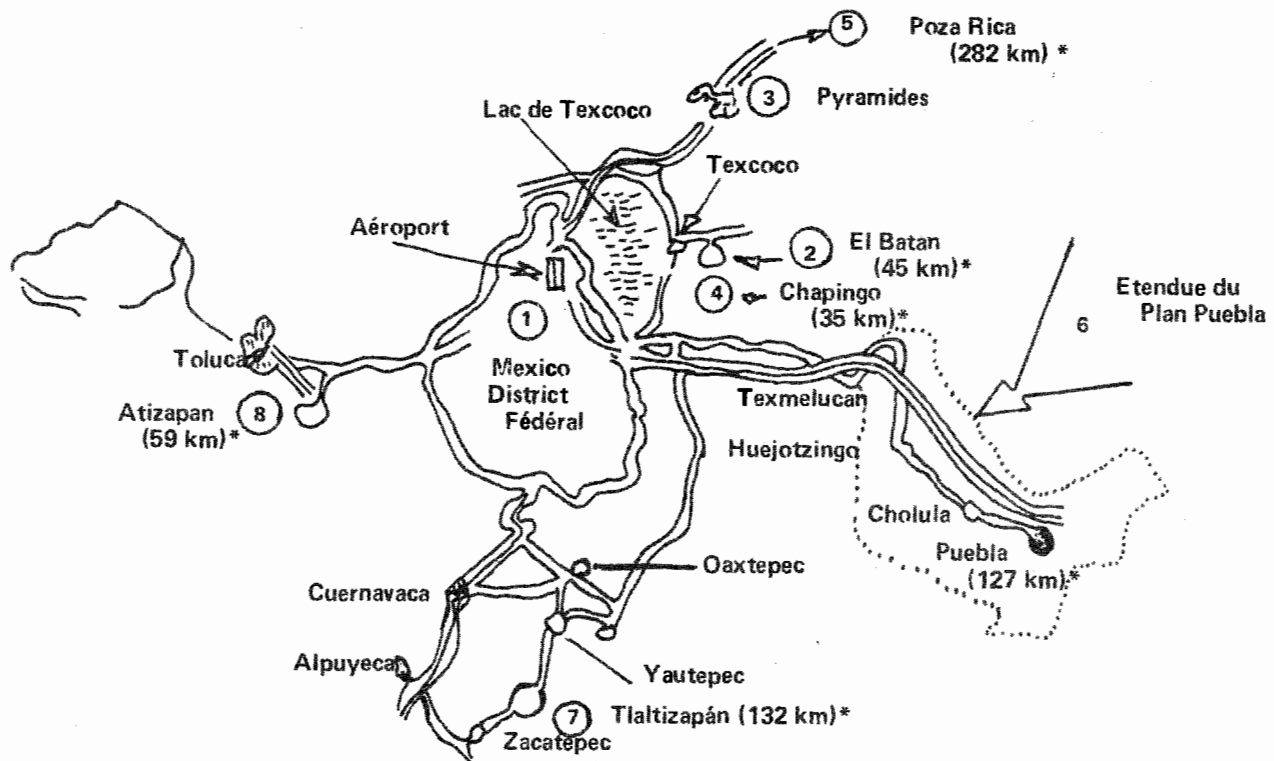 5 Poza Rica
(282 km) *
3 Pyramides
Lac de Texcoco
Texcoco
Aéroport
2 El Batan
(45 km)*
4 Chapingo
(35 km)*
Etendue du
6 Plan Puebla
1
Mexico
District
Fédéral
Toluca
8 Atizapan
(59 km)*
Texmelucan
Huejotzingo
Cholula
Puebla
(127 km)*
Oaxtepec
Cuernavaca
Alpuyeca
Yautepec
7 Tlaltizapán (132 km)*
Zacatepec